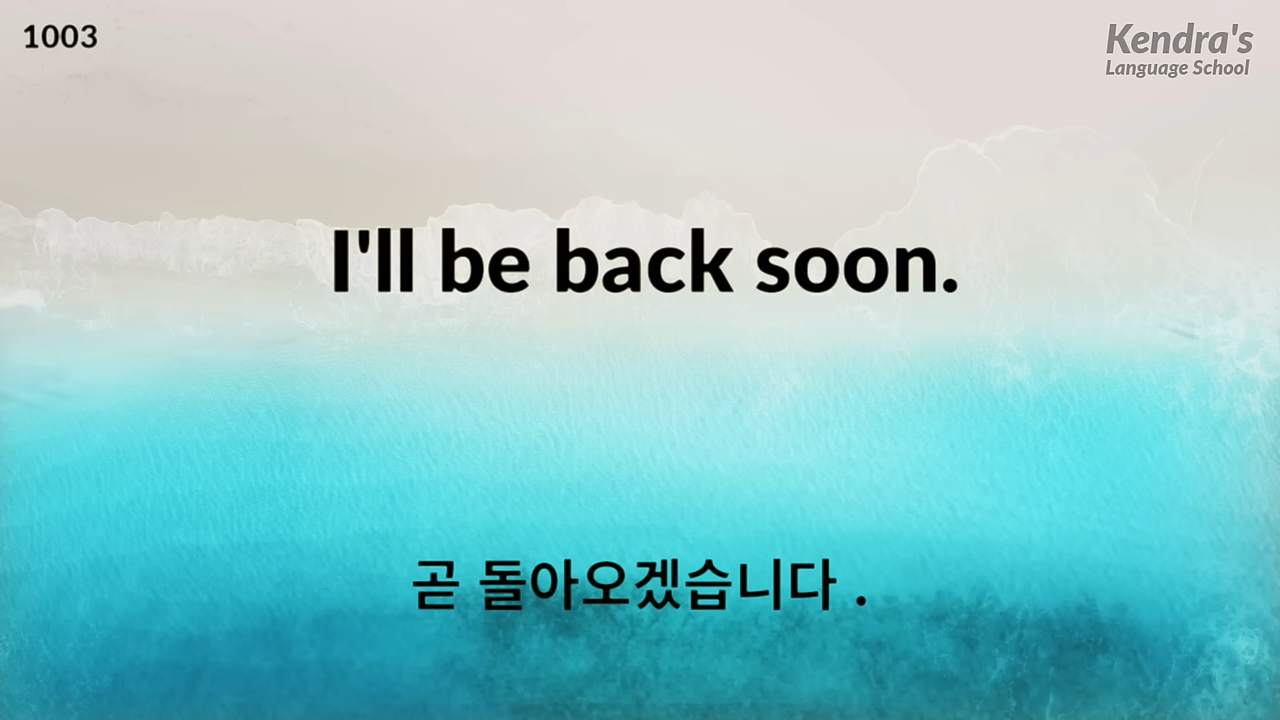 1003
Kendra's
Language School
I'll be back soon.
곧 돌아오겠습니다 .